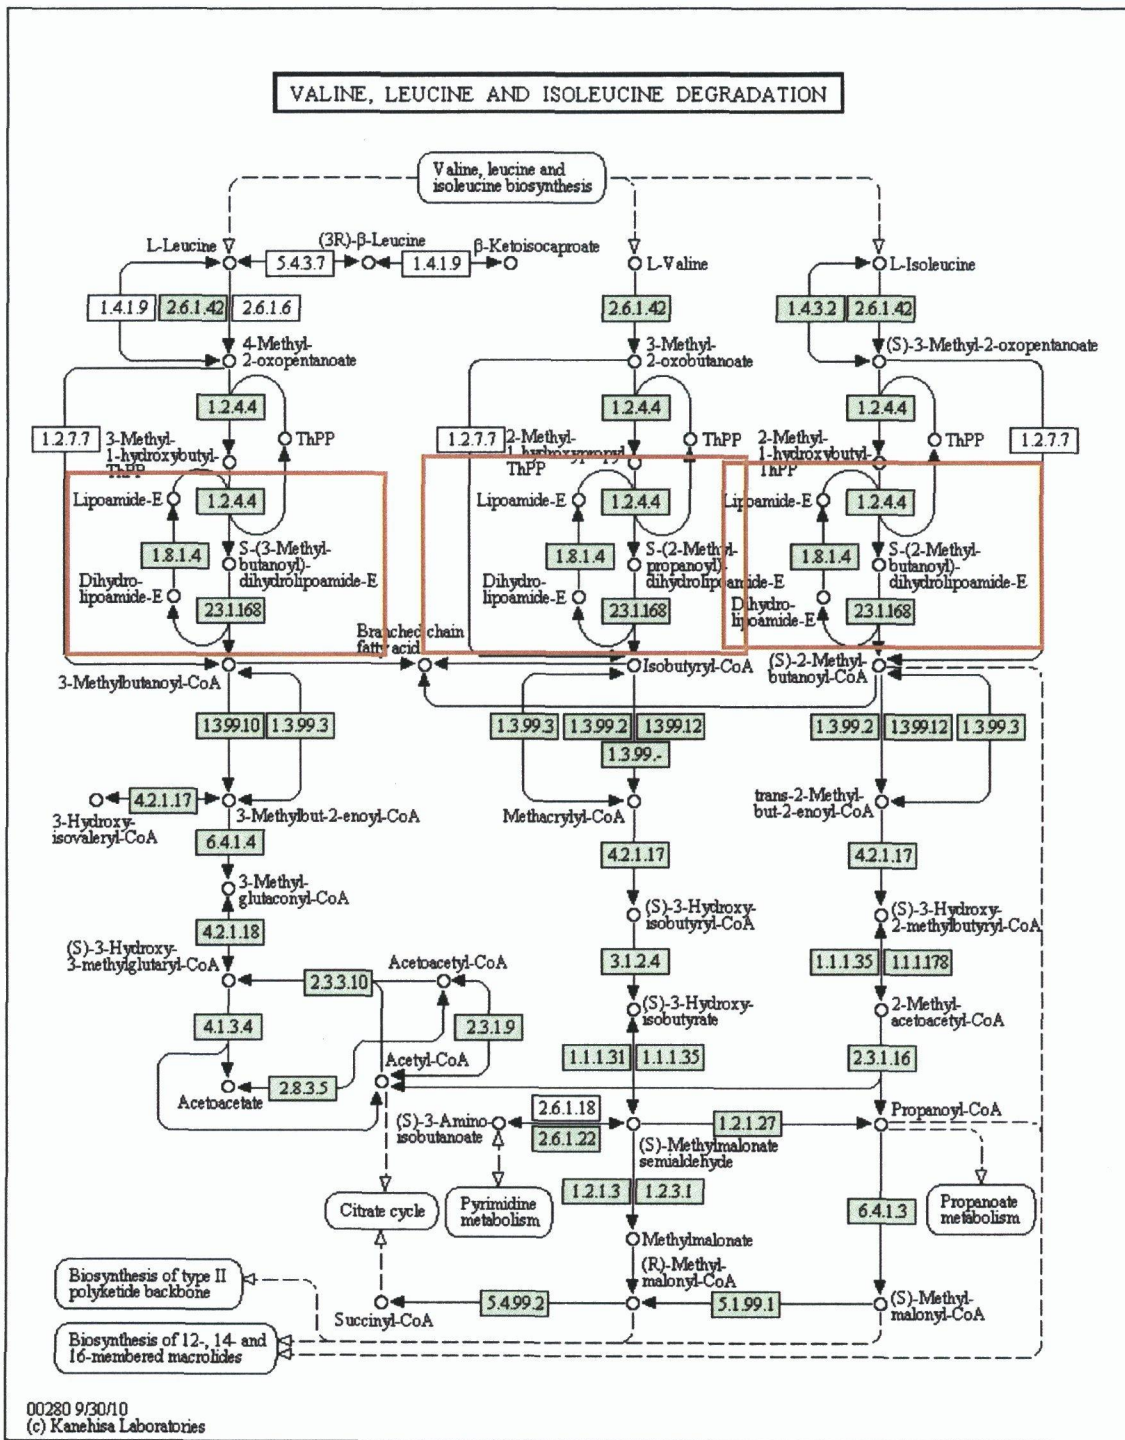 VALINE, LEUCINE AND ISOLEUCINE DEGRADATION
Valine, leucine and
isoleucine biosynthesis
L-Leucine
(3R)-β-Leucine
β-Ketoisocaproate
L-Valine
L-Isoleucine
5.4.3.7
1.4.1.9
1.4.1.9
2.6.1.42
2.6.1.6
2.6.1.42
1.4.3.2
2.6.1.42
4-Methyl-
2-oxopentanoate
3-Methyl-
2-oxobutanoate
(S)-3-Methyl-2-oxopentanoate
1.2.4.4
1.2.4.4
1.2.4.4
1.2.7.7
3-Methyl-
1-hydroxybutyl-
ThPP
ThPP
1.2.7.7
2-Methyl-
1-hydroxypropyl
ThPP
ThPP
2-Methyl-
1-hydroxybutyl-
ThPP
ThPP
1.2.7.7
Lipoamide-E
1.2.4.4
Lipoamide-E
1.2.4.4
Lipoamide-E
1.2.4.4
1.8.1.4
S-(3-Methyl-
butanoyl)-
dihydrolipoamide-E
1.8.1.4
S-(2-Methyl
propanoyl)-
dihydrolipoamide-E
1.8.1.4
S-(2-Methyl-
butanoyl)-
dihydrolipoamide-E
Dihydro-
lipoamide-E
2.3.1.168
Dihydro-
lipoamide-E
2.3.1.168
Dihydro-
lipoamide-E
2.3.1.168
Branched chain
fatty acid
3-Methylbutanoyl-CoA
Isobutyryl-CoA
(S)-2-Methyl-
butanoyl-CoA
1.3.99.10
1.3.99.3
1.3.99.3
1.3.99.2
1.3.99.12
1.3.99.-
1.3.99.2
1.3.99.12
1.3.99.3
4.2.1.17
3-Hydroxy-
isovaleryl-CoA
3-Methylbut-2-enoyl-CoA
Methacrylyl-CoA
trans-2-Methyl-
but-2-enoyl-CoA
6.4.1.4
4.2.1.17
4.2.1.17
3-Methyl-
glutaconyl-CoA
(S)-3-Hydroxy-
isobutyryl-CoA
(S)-3-Hydroxy-
2-methylbutyryl-CoA
4.2.1.18
(S)-3-Hydroxy-
3-methylglutaryl-CoA
3.1.2.4
1.1.1.35
1.1.1.178
Acetoacetyl-CoA
2.3.3.10
(S)-3-Hydroxy-
isobutyrate
2-Methyl-
acetoacetyl-CoA
4.1.3.4
2.3.1.9
1.1.1.31
1.1.1.35
2.3.1.16
Acetyl-CoA
Acetoacetate
2.8.3.5
(S)-3-Amino
isobutanoate
2.6.1.18
2.6.1.22
(S)-Methylmalonate
semialdehyde
1.2.1.27
Propanoyl-CoA
Citrate cycle
Pyrimidine
metabolism
1.2.1.3
1.2.3.1
6.4.1.3
Propanoate
metabolism
Methylmalonate
Biosynthesis of type II
polyketide backbone
(R)-Methyl-
malonyl-CoA
Succinyl-CoA
5.4.99.2
5.1.99.1
(S)-Methyl-
malonyl-CoA
Biosynthesis of 12-, 14- and
16-membered macrolides
00280 9/30/10
(c) Kanehisa Laboratories